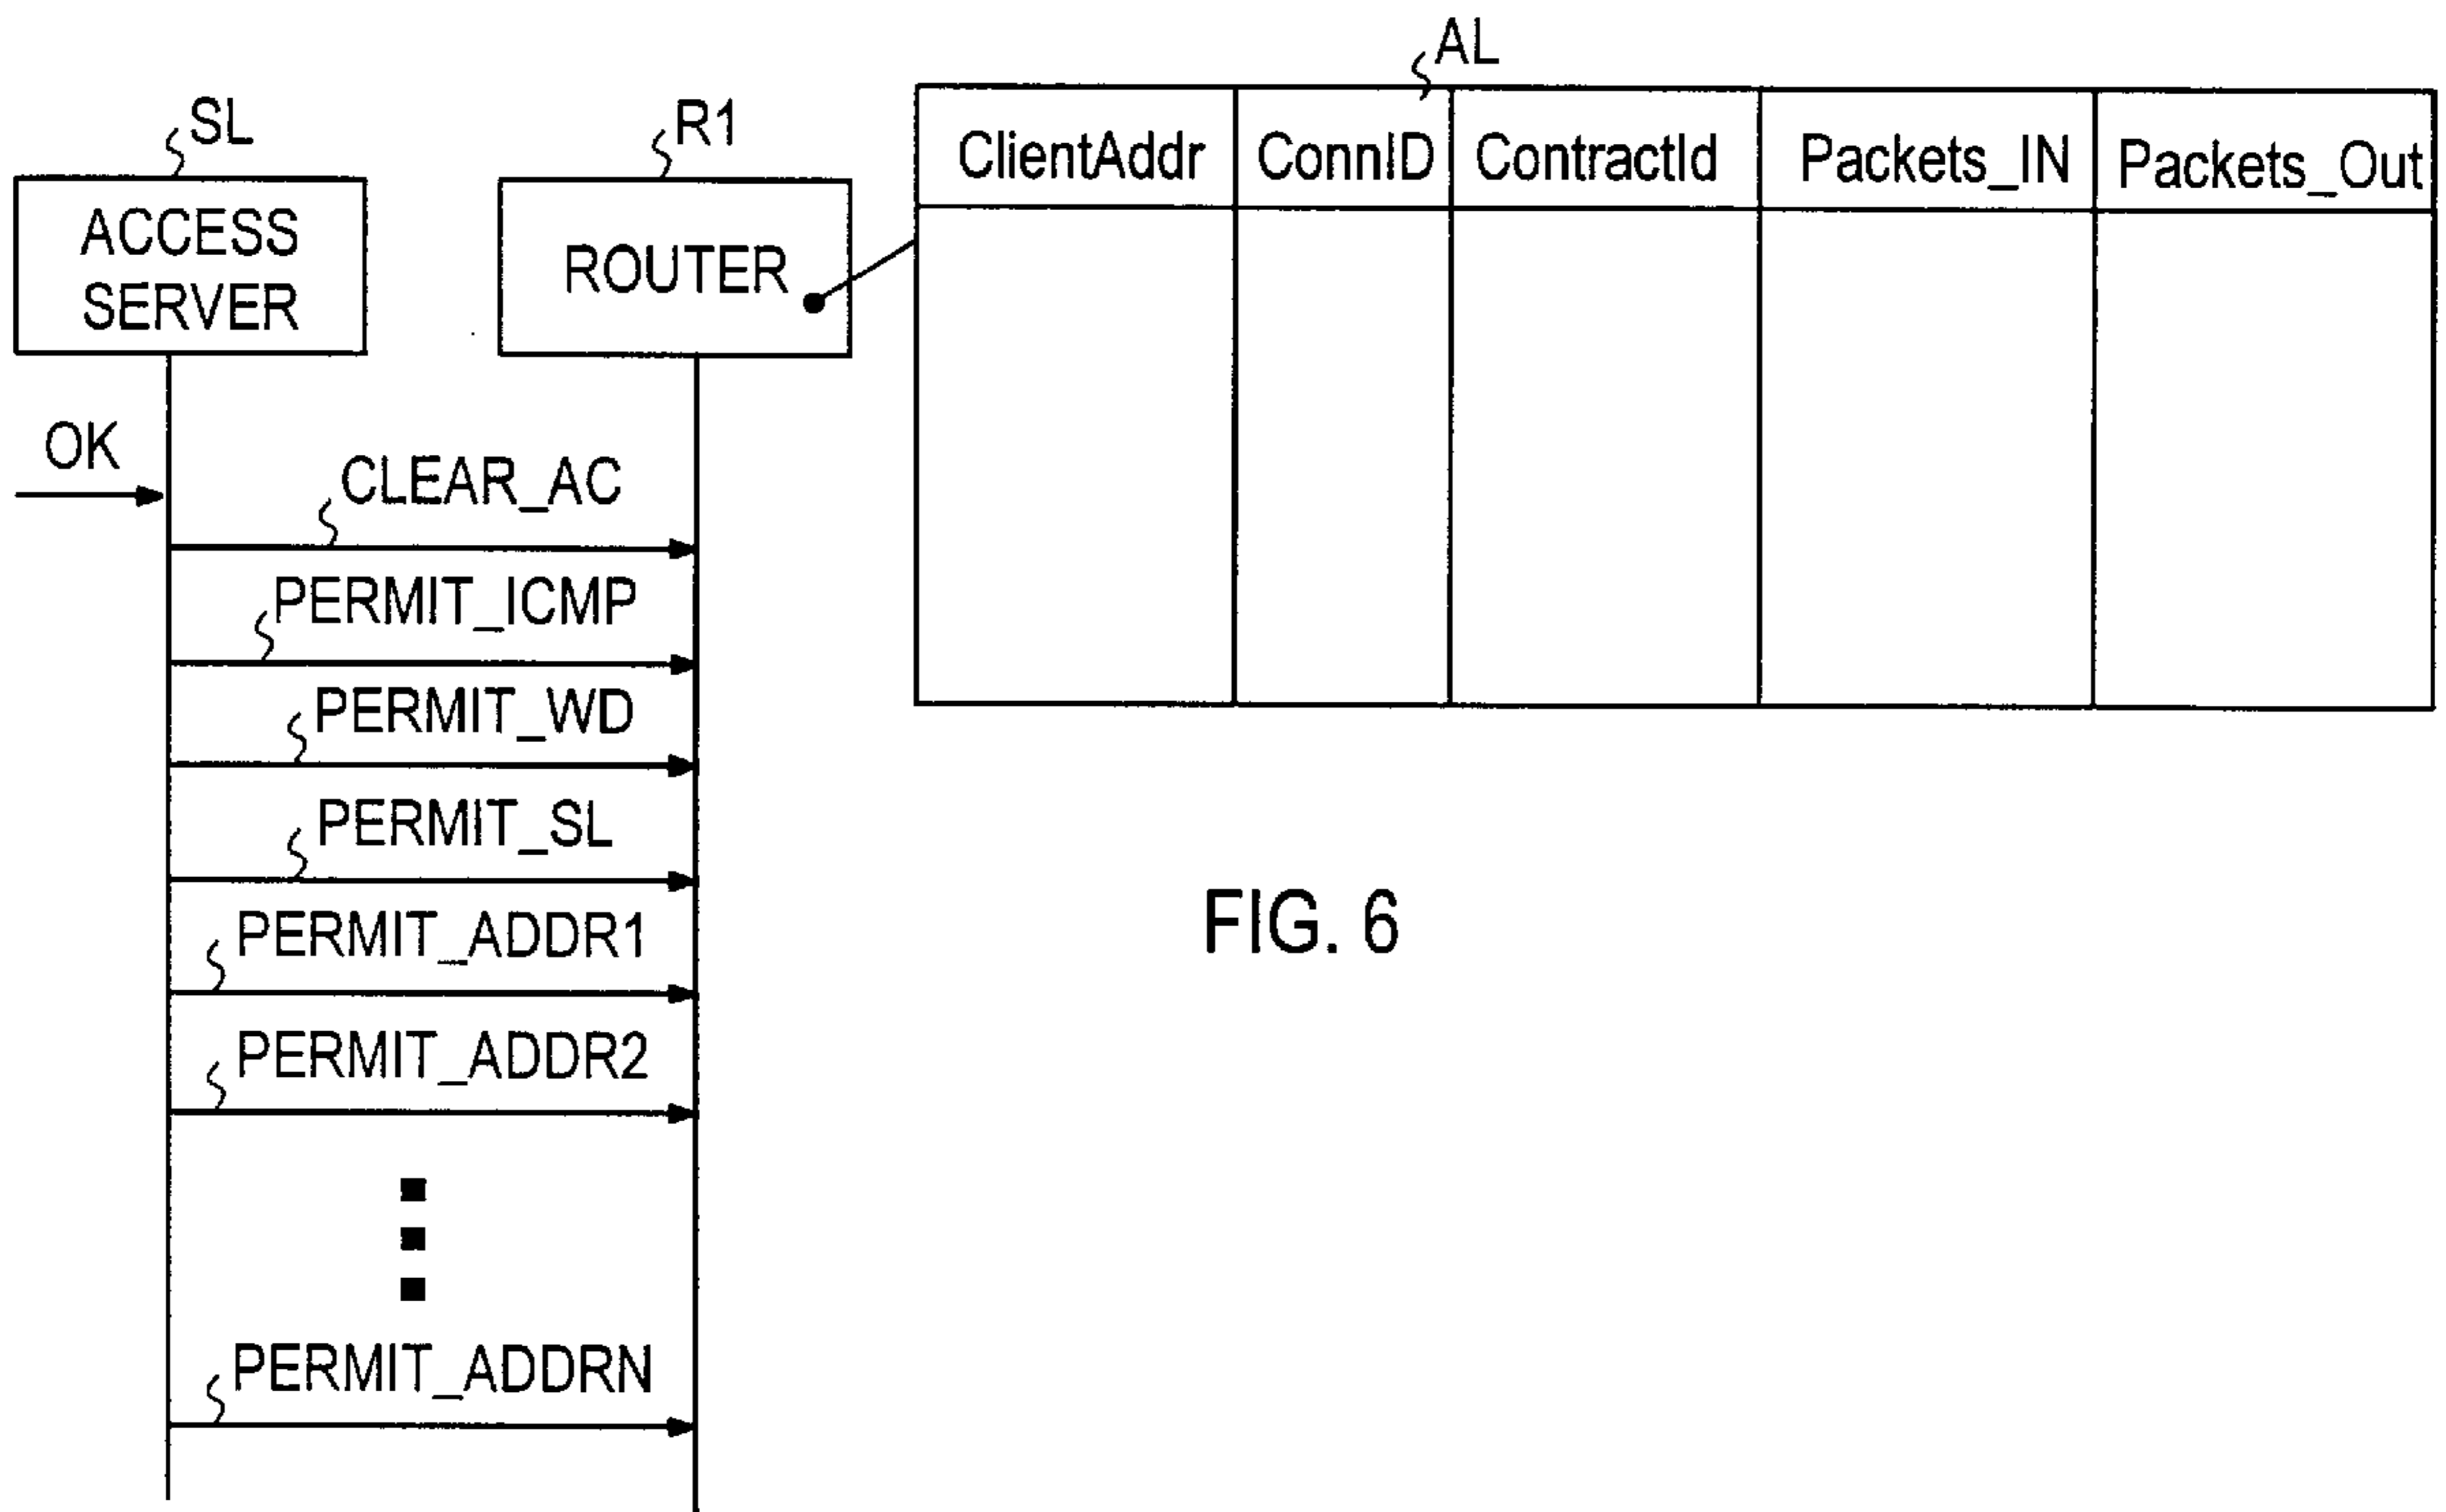 SL
ACCESS
SERVER
R1
ROUTER
AL
ClientAddr ConnID ContractId Packets_IN Packets_Out
OK
CLEAR_AC
PERMIT_ICMP
PERMIT_WD
PERMIT_SL
PERMIT_ADDR1
PERMIT_ADDR2
PERMIT_ADDRN
FIG. 6